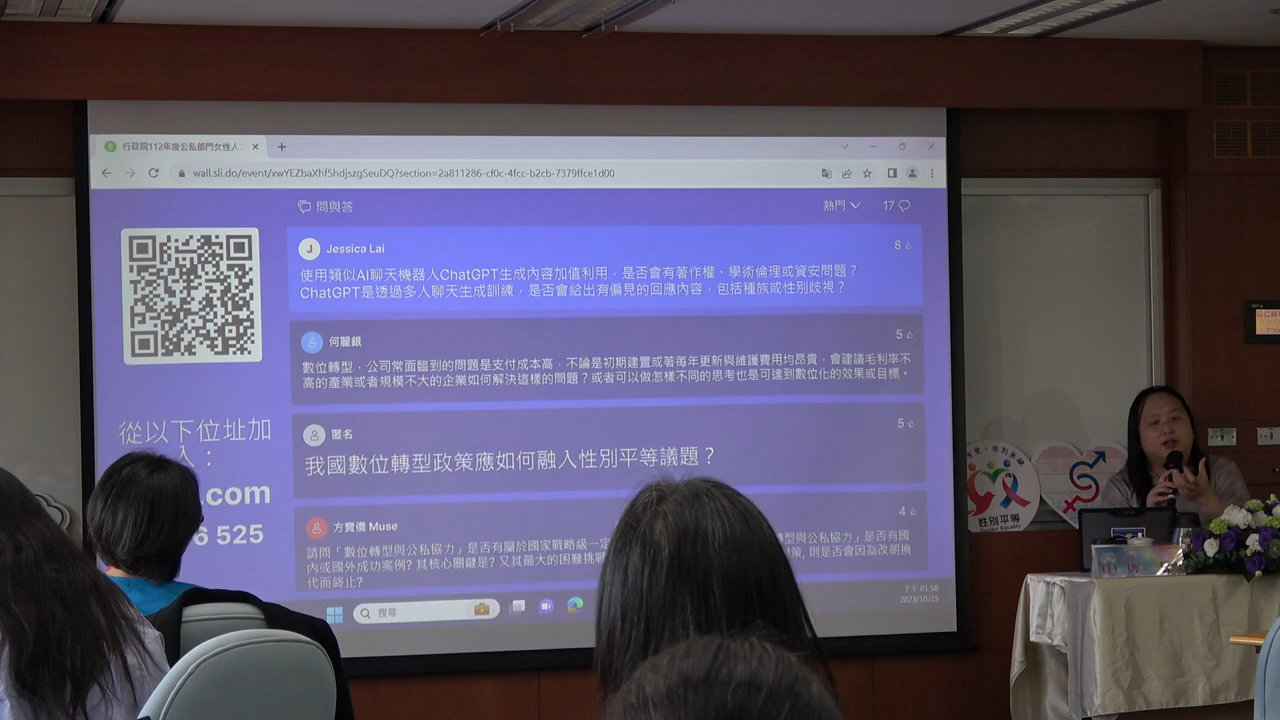 行政院112年度公私部門女性人
wall.sli.do/event/xwYEZbaXhf5hdjszgSeuDQ?section=2a811286-cf0c-4fcc-b2cb-7379ffce1d00
問與答
熱門
17
Jessica Lai
8
使用類似AI聊天機器人ChatGPT生成內容加值利用，是否會有著作權、學術倫理或資安問題？
ChatGPT是透過多人聊天生成訓練，是否會給出有偏見的回應內容，包括種族或性別歧視？
何麗銀
5
數位轉型，公司常面臨到的問題是支付成本高，不論是初期建置或著每年更新與維護費用均昂貴，會建議毛利率不
高的產業或者規模不大的企業如何解決這樣的問題？或者可以做怎樣不同的思考也是可達到數位化的效果或目標。
匿名
5
我國數位轉型政策應如何融入性別平等議題？
方寶儀 Muse
4
請問「數位轉型與公私協力」是否有屬於國家戰略級一定
型與公私協力」是否有國
內或國外成功案例? 其核心關鍵是? 又其最大的困難挑戰
則是否會因為改朝換
代而終止?
從以下位址加
入：
.com
6 525
搜尋
下午 01:58
2023/10/25
性別平等
Gender Equality